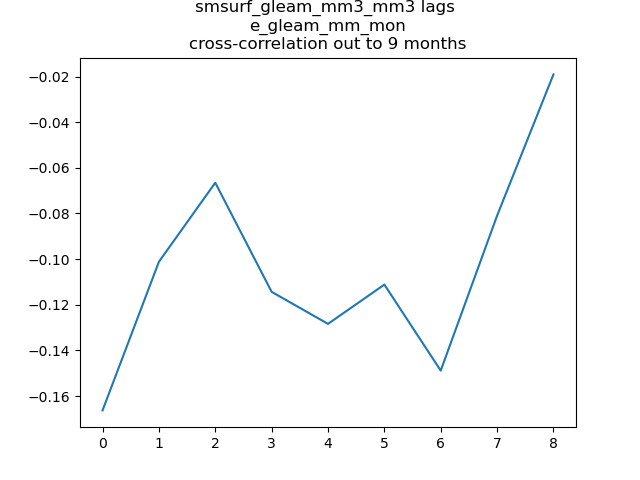 smsurf_gleam_mm3_mm3 lags
e_gleam_mm_mon
cross-correlation out to 9 months
−0.02
−0.04
−0.06
−0.08
−0.10
−0.12
−0.14
−0.16
0 1 2 3 4 5 6 7 8